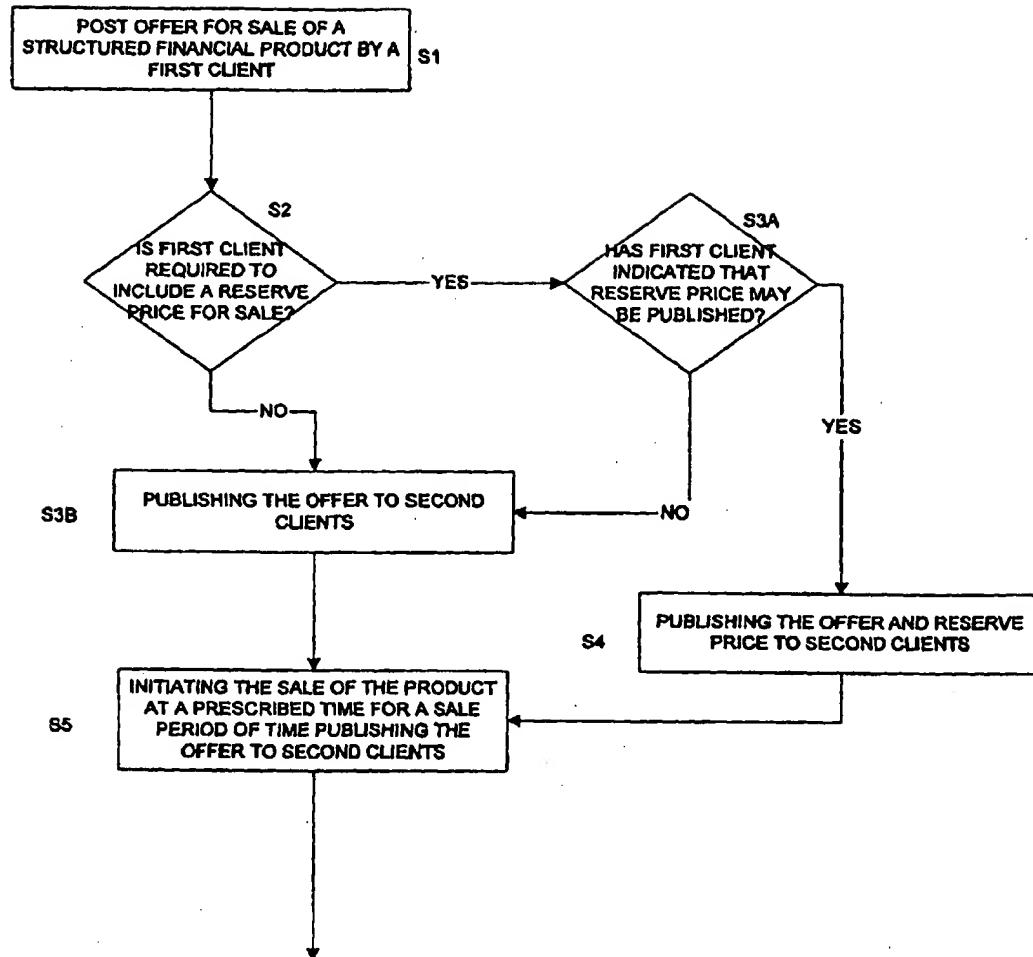 POST OFFER FOR SALE OF A
STRUCTURED FINANCIAL PRODUCT BY A
FIRST CLIENT
S1
S2
IS FIRST CLIENT
REQUIRED TO
INCLUDE A RESERVE
PRICE FOR SALE?
YES
S3A
HAS FIRST CLIENT
INDICATED THAT
RESERVE PRICE MAY
BE PUBLISHED?
NO
YES
S3B
PUBLISHING THE OFFER TO SECOND
CLIENTS
NO
S4
PUBLISHING THE OFFER AND RESERVE
PRICE TO SECOND CLIENTS
S5
INITIATING THE SALE OF THE PRODUCT
AT A PRESCRIBED TIME FOR A SALE
PERIOD OF TIME PUBLISHING THE
OFFER TO SECOND CLIENTS